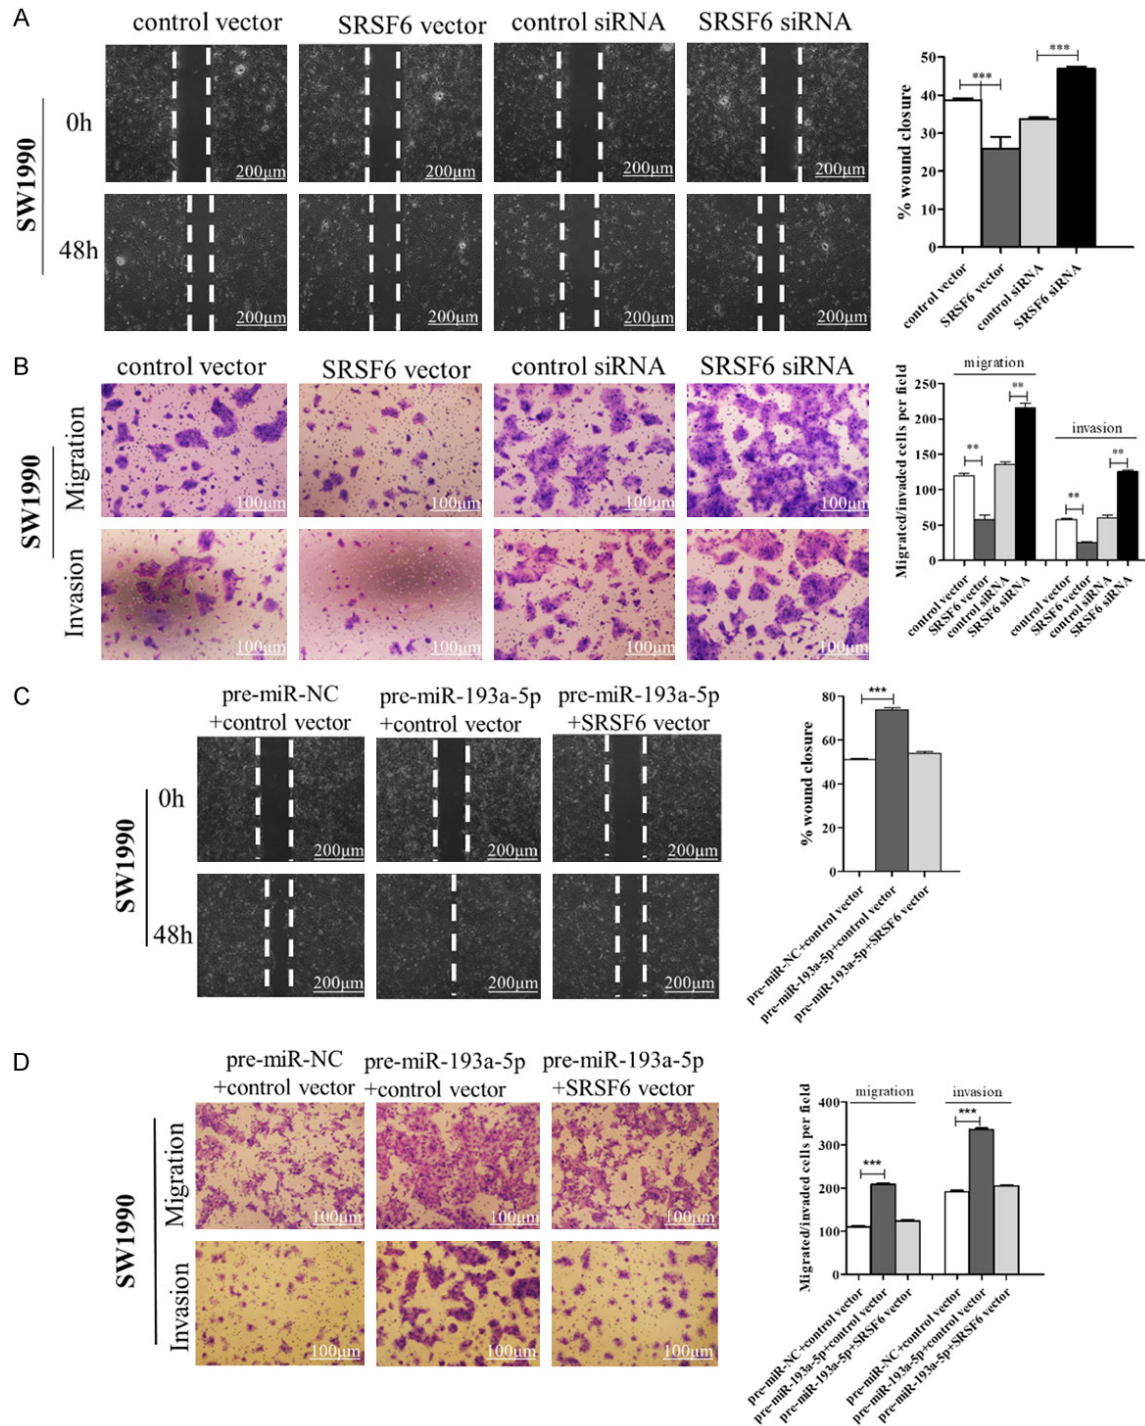 A
control vector
SRSF6 vector
control siRNA
SRSF6 siRNA
SW1990
0h
200μm
200μm
200μm
200μm
48h
200μm
200μm
200μm
200μm
% wound closure
50
40
30
20
10
0
***
***
control vector
SRSF6 vector
control siRNA
SRSF6 siRNA
B
control vector
SRSF6 vector
control siRNA
SRSF6 siRNA
SW1990
Migration
100μm
100μm
100μm
100μm
Invasion
100μm
100μm
100μm
100μm
Migrated/invaded cells per field
250
200
150
100
50
0
migration
**
**
invasion
**
**
control vector
SRSF6 vector
control siRNA
SRSF6 siRNA
control vector
SRSF6 vector
control siRNA
SRSF6 siRNA
C
pre-miR-NC
+control vector
pre-miR-193a-5p
+control vector
pre-miR-193a-5p
+SRSF6 vector
SW1990
0h
200μm
200μm
200μm
48h
200μm
200μm
200μm
% wound closure
80
60
40
20
0
***
pre-miR-NC+control vector
pre-miR-193a-5p+control vector
pre-miR-193a-5p+SRSF6 vector
D
pre-miR-NC
+control vector
pre-miR-193a-5p
+control vector
pre-miR-193a-5p
+SRSF6 vector
SW1990
Migration
100μm
100μm
100μm
Invasion
100μm
100μm
100μm
Migrated/invaded cells per field
400
300
200
100
0
migration
***
invasion
***
pre-miR-NC+control vector
pre-miR-193a-5p+control vector
pre-miR-193a-5p+SRSF6 vector
pre-miR-NC+control vector
pre-miR-193a-5p+control vector
pre-miR-193a-5p+SRSF6 vector